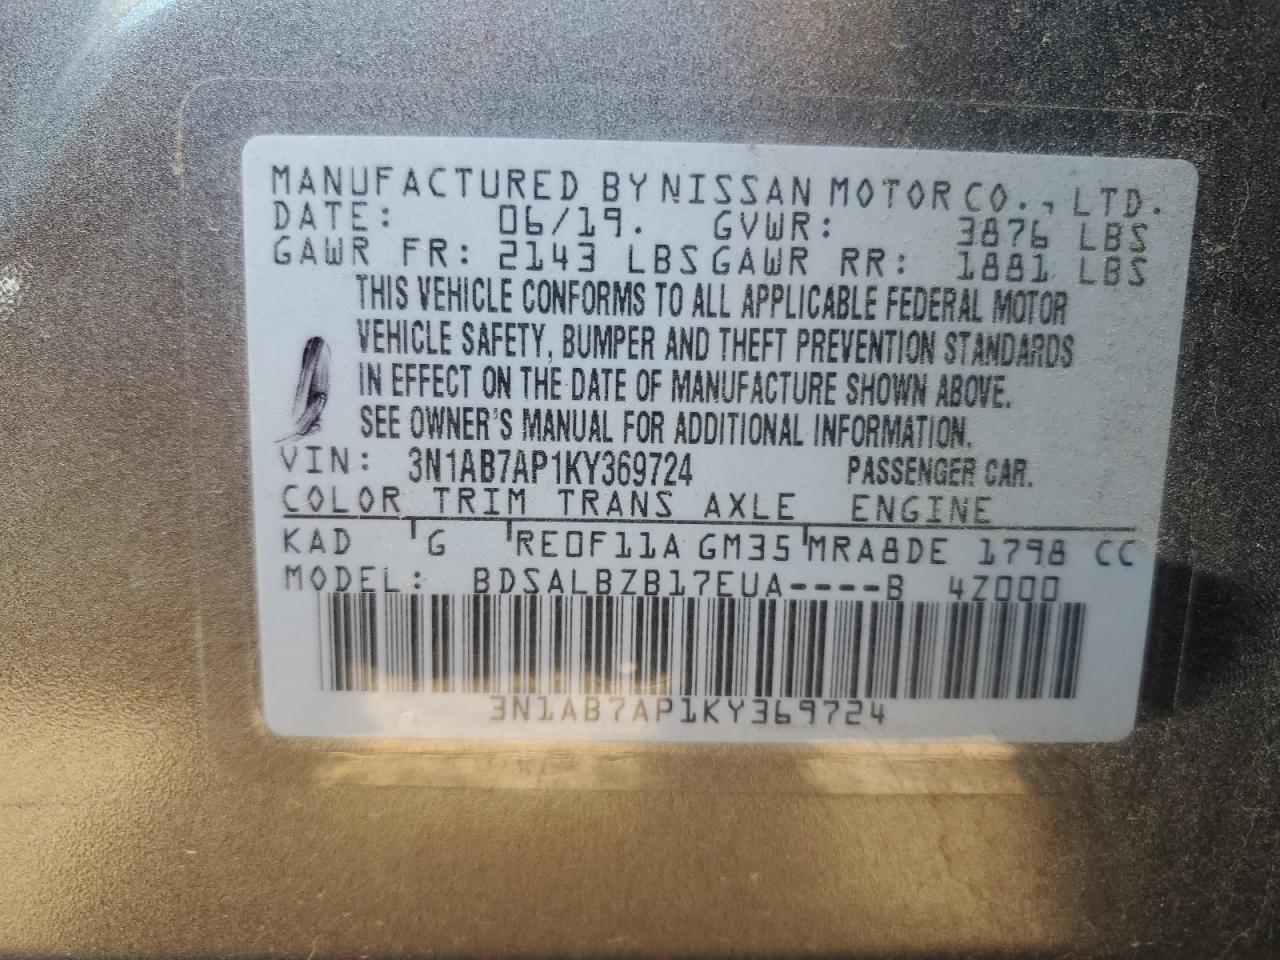 MANUFACTURED BY NISSAN MOTOR CO., LTD.
DATE: 06/19. GVWR: 3876 LBS
GAWR FR: 2143 LBS GAWR RR: 1881 LBS
THIS VEHICLE CONFORMS TO ALL APPLICABLE FEDERAL MOTOR
VEHICLE SAFETY, BUMPER AND THEFT PREVENTION STANDARDS
IN EFFECT ON THE DATE OF MANUFACTURE SHOWN ABOVE.
SEE OWNER'S MANUAL FOR ADDITIONAL INFORMATION.
VIN: 3N1AB7AP1KY369724 PASSENGER CAR.
COLOR TRIM TRANS AXLE ENGINE
KAD G RE0F11A GM35 MRA8DE 1798 CC
MODEL: BDSALBZB17EUA----B 4Z000
3N1AB7AP1KY369724